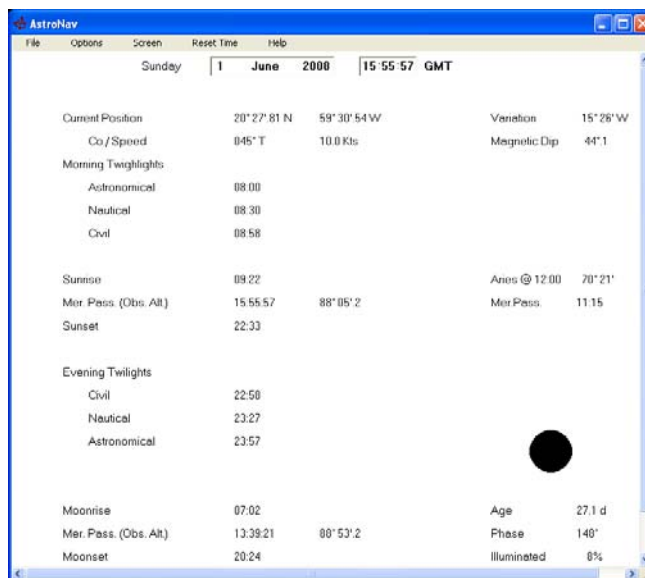 AstroNav
File Options Screen Reset Time Help
Sunday 1 June 2008 15:55:57 GMT
Current Position 20° 27'.81 N 59° 30'.54 W Variation 15° 26' W
Co / Speed 045° T 10.0 Kts Magnetic Dip 44°.1
Morning Twighlights
Astronomical 08:00
Nautical 08:30
Civil 08:58
Sunrise 09:22 Aries @ 12:00 70° 21'
Mer. Pass. (Obs. Alt.) 15:55:57 88° 05'.2 Mer.Pass. 11:15
Sunset 22:33
Evening Twilights
Civil 22:58
Nautical 23:27
Astronomical 23:57
Moonrise 07:02 Age 27.1 d
Mer. Pass. (Obs. Alt.) 13:39:21 80° 53'.2 Phase 148°
Moonset 20:24 Illuminated 8%